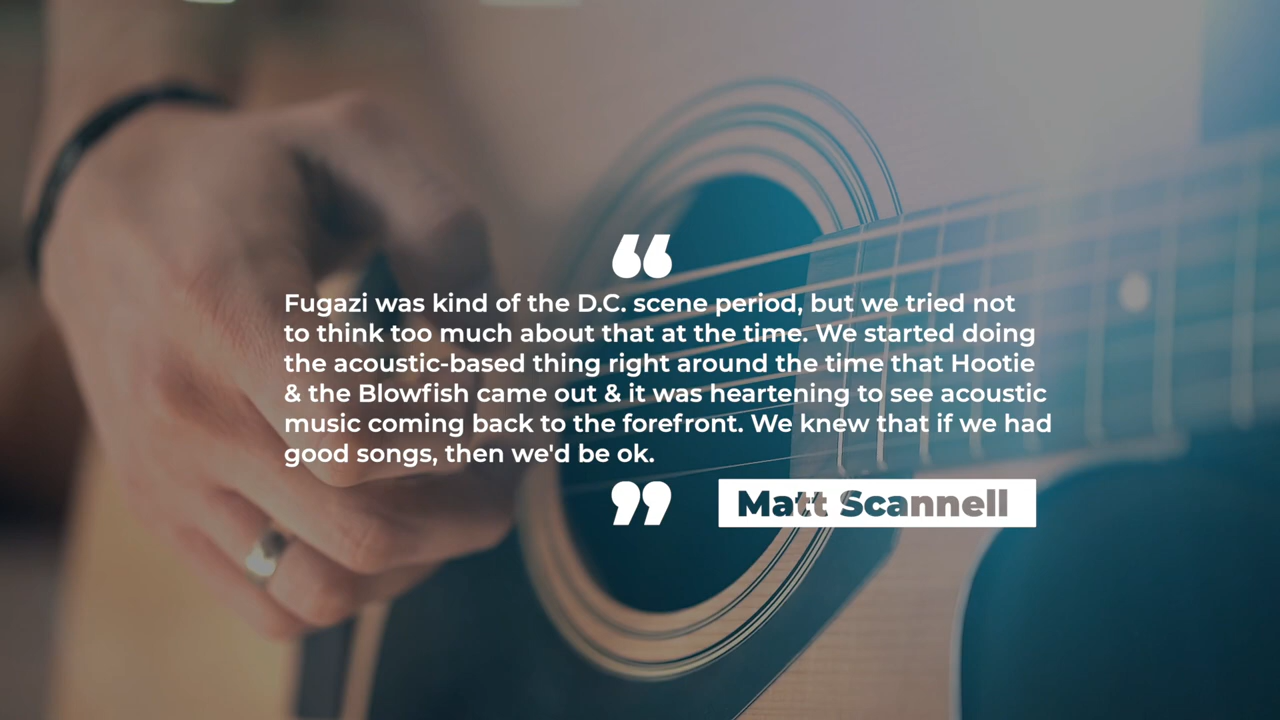 “
Fugazi was kind of the D.C. scene period, but we tried not
to think too much about that at the time. We started doing
the acoustic-based thing right around the time that Hootie
& the Blowfish came out & it was heartening to see acoustic
music coming back to the forefront. We knew that if we had
good songs, then we'd be ok.
”
Matt Scannell